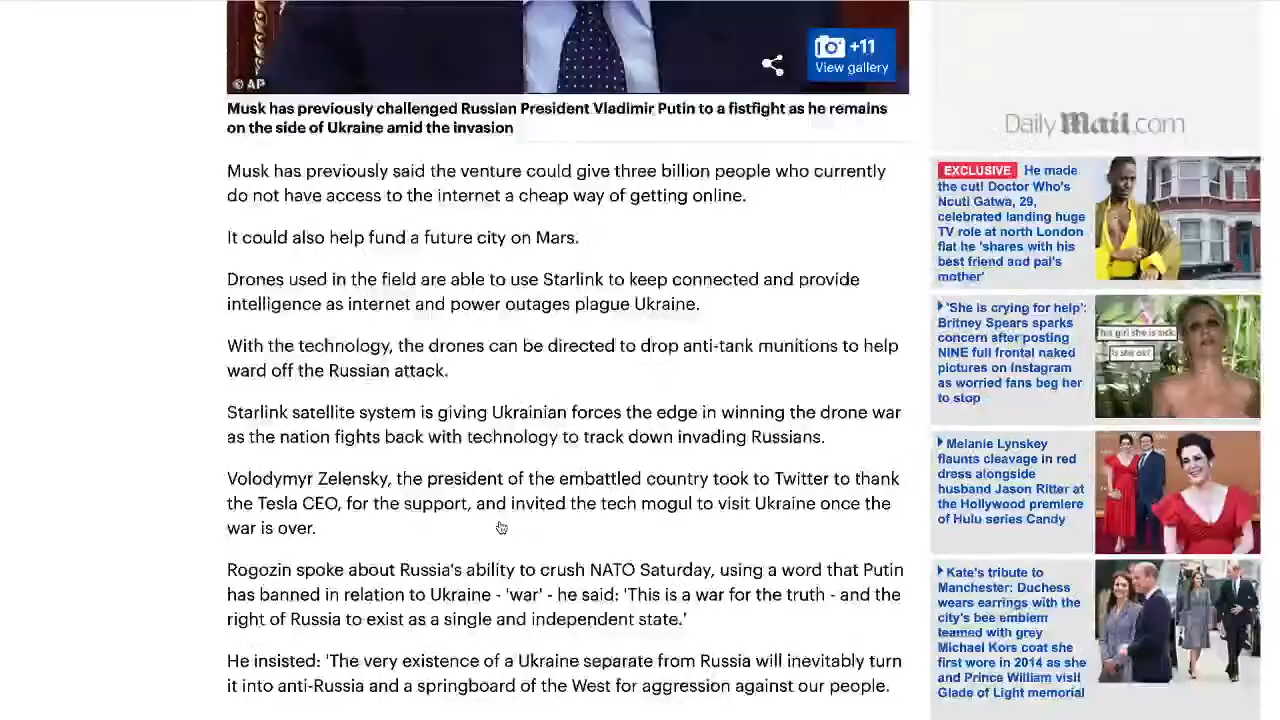 +11
View gallery
© AP
Musk has previously challenged Russian President Vladimir Putin to a fistfight as he remains
on the side of Ukraine amid the invasion
Musk has previously said the venture could give three billion people who currently
do not have access to the internet a cheap way of getting online.
It could also help fund a future city on Mars.
Drones used in the field are able to use Starlink to keep connected and provide
intelligence as internet and power outages plague Ukraine.
With the technology, the drones can be directed to drop anti-tank munitions to help
ward off the Russian attack.
Starlink satellite system is giving Ukrainian forces the edge in winning the drone war
as the nation fights back with technology to track down invading Russians.
Volodymyr Zelensky, the president of the embattled country took to Twitter to thank
the Tesla CEO, for the support, and invited the tech mogul to visit Ukraine once the
war is over.
Rogozin spoke about Russia's ability to crush NATO Saturday, using a word that Putin
has banned in relation to Ukraine - 'war' - he said: 'This is a war for the truth - and the
right of Russia to exist as a single and independent state.'
He insisted: 'The very existence of a Ukraine separate from Russia will inevitably turn
it into anti-Russia and a springboard of the West for aggression against our people.
Daily Mail.com
EXCLUSIVE He made
the cut! Doctor Who's
Ncuti Gatwa, 29,
celebrated landing huge
TV role at north London
flat he 'shares with his
best friend and pal's
mother'
'She is crying for help':
Britney Spears sparks
concern after posting
NINE full frontal naked
pictures on Instagram
as worried fans beg her
to stop
This girl she is sick.
Is she ok?
Melanie Lynskey
flaunts cleavage in red
dress alongside
husband Jason Ritter at
the Hollywood premiere
of Hulu series Candy
Kate's tribute to
Manchester: Duchess
wears earrings with the
city's bee emblem
teamed with grey
Michael Kors coat she
first wore in 2014 as she
and Prince William visit
Glade of Light memorial